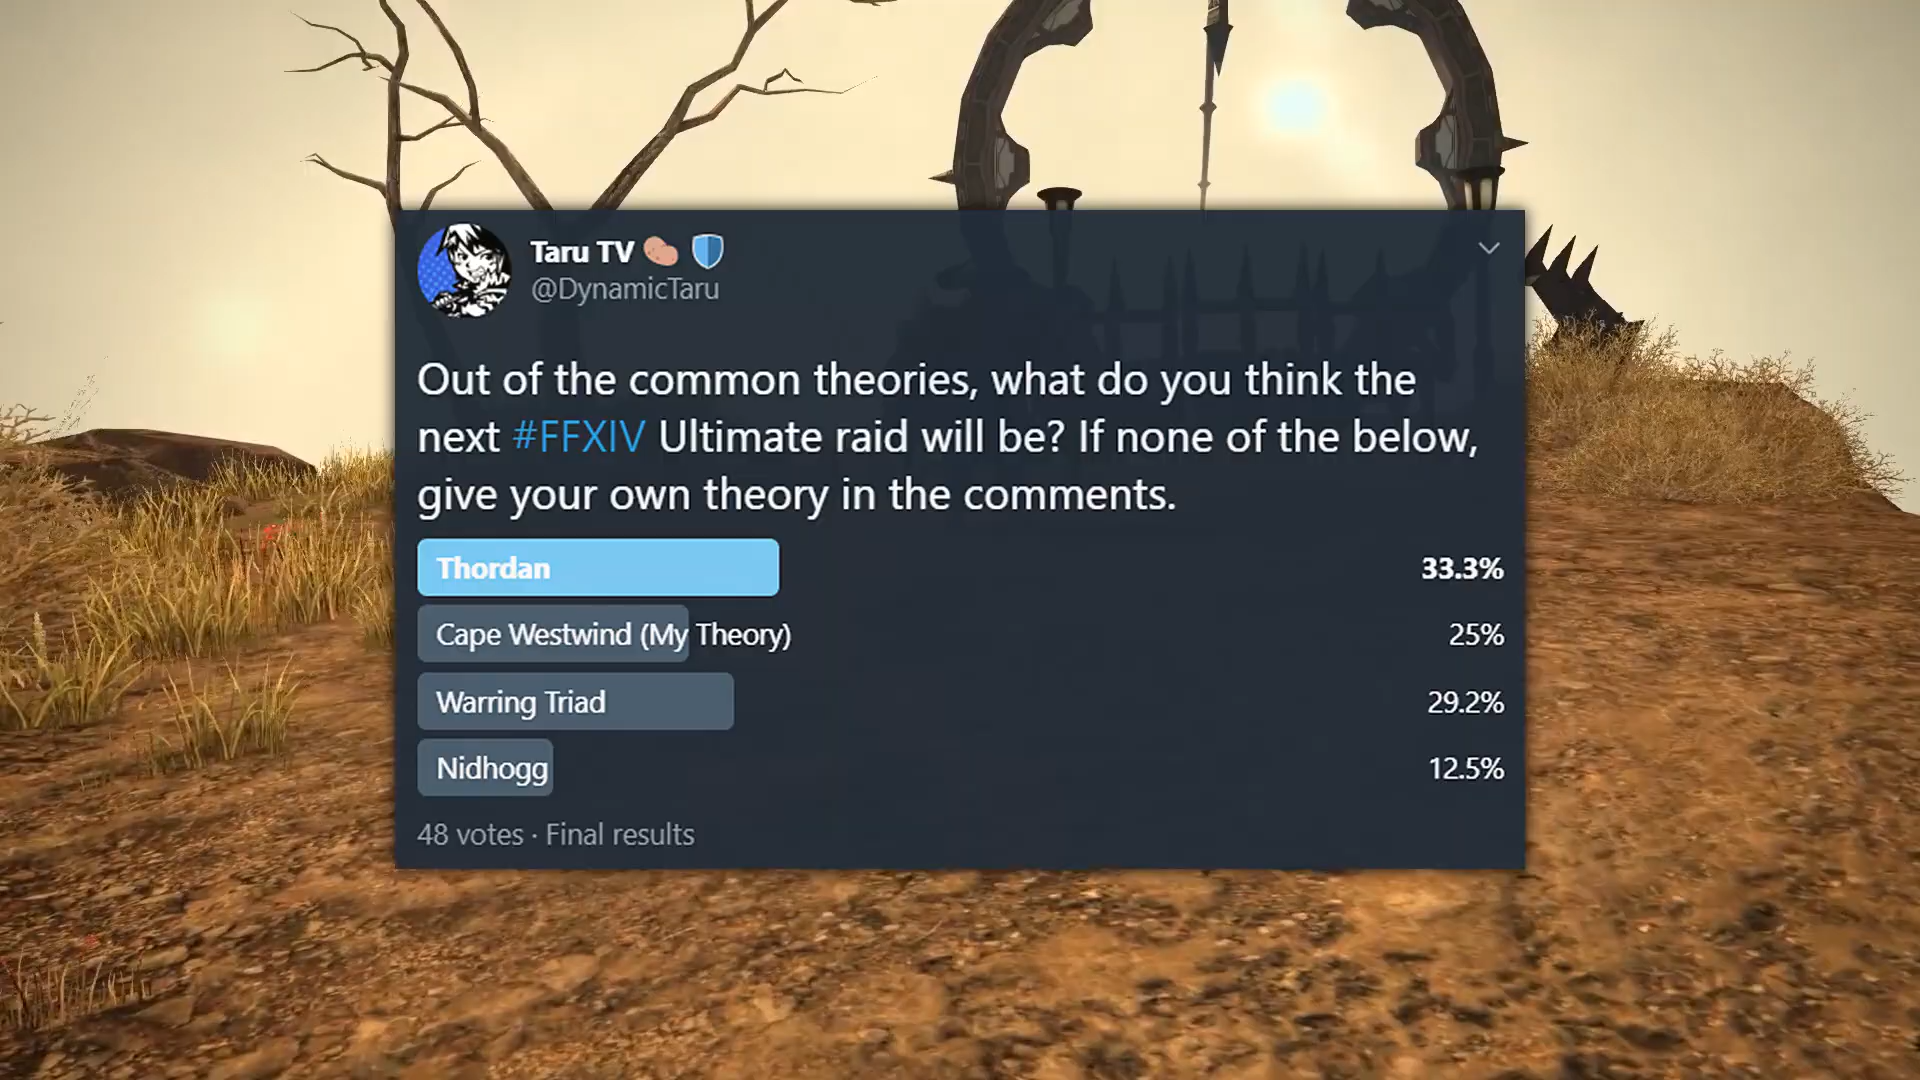 Taru TV
@DynamicTaru
Out of the common theories, what do you think the
next #FFXIV Ultimate raid will be? If none of the below,
give your own theory in the comments.
Thordan 33.3%
Cape Westwind (My Theory) 25%
Warring Triad 29.2%
Nidhogg 12.5%
48 votes · Final results